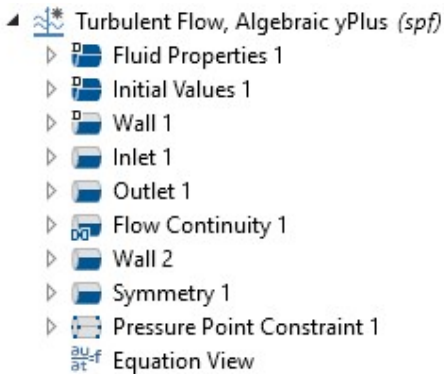 Turbulent Flow, Algebraic yPlus (spf)
D Fluid Properties 1
D Initial Values 1
D Wall 1
Inlet 1
Outlet 1
Flow Continuity 1
Wall 2
Symmetry 1
Pressure Point Constraint 1
∂u/∂t=f Equation View